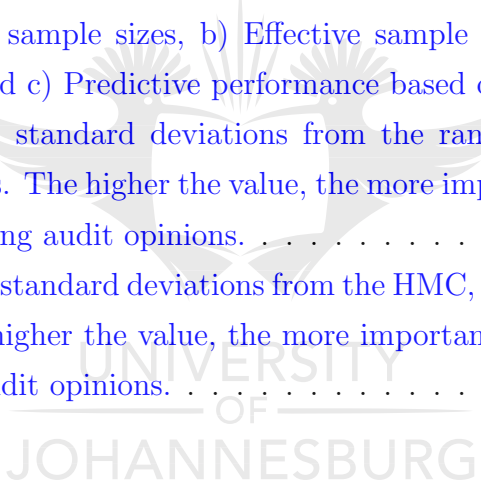 sample sizes, b) Effective sample
d c) Predictive performance based
standard deviations from the ran
s. The higher the value, the more imp
ng audit opinions. . . . . . . . . .
standard deviations from the HMC,
higher the value, the more importan
dit opinions. . . . . . . . . . . . .
UNIVERSITY
OF
JOHANNESBURG